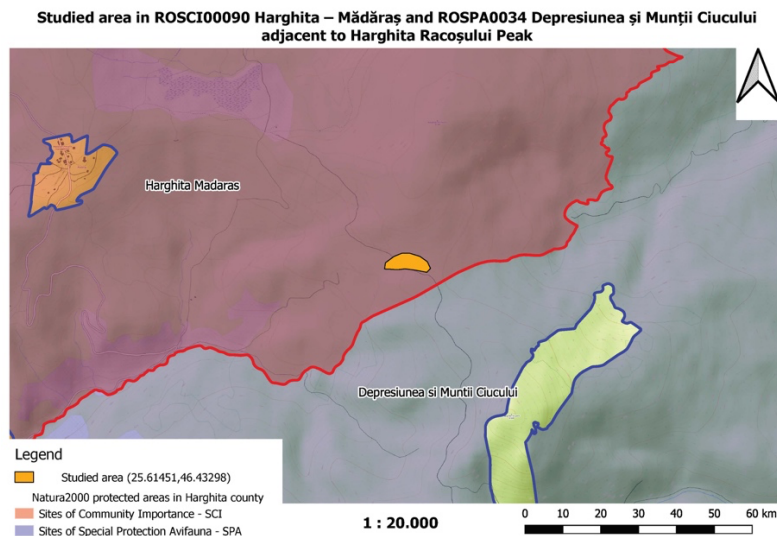 Studied area in ROSCI00090 Harghita – Mădăraș and ROSPA0034 Depresiunea și Munții Ciucului
adjacent to Harghita Racoșului Peak
Harghita Madaras
Depresiunea si Muntii Ciucului
Legend
Studied area (25.61451,46.43298)
Natura2000 protected areas in Harghita county
Sites of Community Importance - SCI
Sites of Special Protection Avifauna - SPA
1 : 20.000
0 10 20 30 40 50 60 km